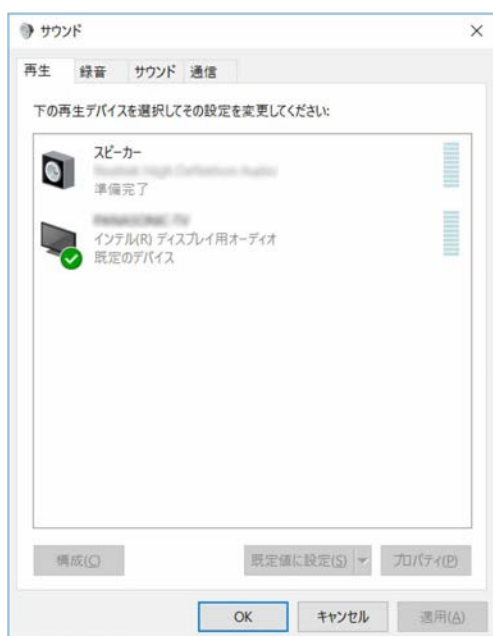 サウンド
再生 録音 サウンド 通信
下の再生デバイスを選択してその設定を変更してください:
スピーカー
準備完了
インテル(R) ディスプレイ用オーディオ
既定のデバイス
構成(C) 既定値に設定(S) プロパティ(P)
OK キャンセル 適用(A)